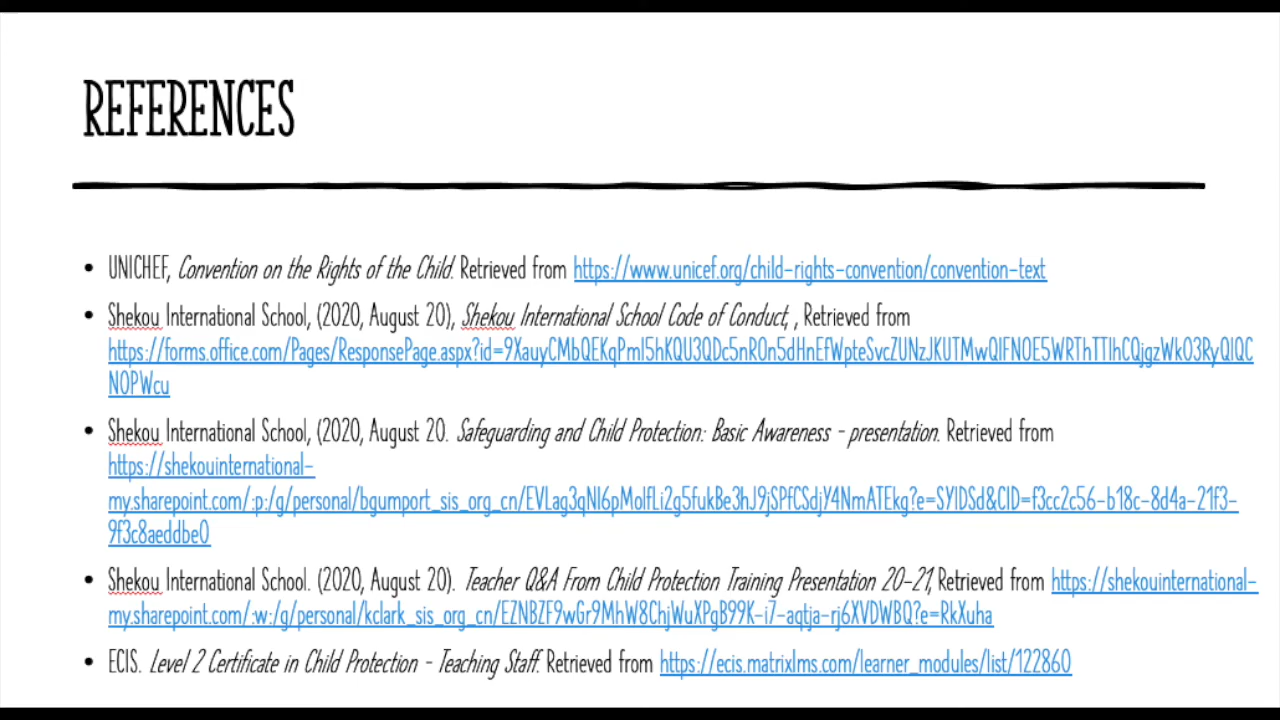 REFERENCES
• UNICHEF, Convention on the Rights of the Child. Retrieved from https://www.unicef.org/child-rights-convention/convention-text
• Shekou International School, (2020, August 20), Shekou International School Code of Conduct, , Retrieved from
https://forms.office.com/Pages/ResponsePage.aspx?id=9XauyCMbQEKqPmI5hKQU3QDc5nROn5dHnEfWpteSvcZUNzJKUTMwQlFNOE5WRThTTlhCQjgzWkO3RyQlQC
NOPWcu
• Shekou International School, (2020, August 20. Safeguarding and Child Protection: Basic Awareness - presentation. Retrieved from
https://shekouinternational-
my.sharepoint.com/:p:/g/personal/bgumport_sis_org_cn/EVLag3qNI6pMolfLi2g5fukBe3hJ9jSPfCSdjY4NmATEkg?e=SYIDSd&CID=f3cc2c56-b18c-8d4a-21f3-
9f3c8aeddbe0
• Shekou International School. (2020, August 20). Teacher Q&A From Child Protection Training Presentation 20-21, Retrieved from https://shekouinternational-
my.sharepoint.com/:w:/g/personal/kclark_sis_org_cn/EZNBZF9wGr9MhW8ChjWuXPgB99K-i7-aqtja-rj6XVDWBQ?e=RkXuha
• ECIS. Level 2 Certificate in Child Protection - Teaching Staff. Retrieved from https://ecis.matrixlms.com/learner_modules/list/122860